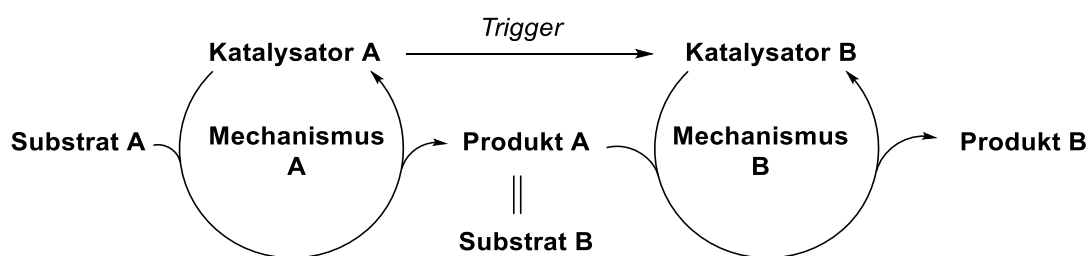 Trigger
Katalysator A
Katalysator B
Substrat A
Mechanismus
A
Produkt A
Mechanismus
B
Produkt B
Substrat B